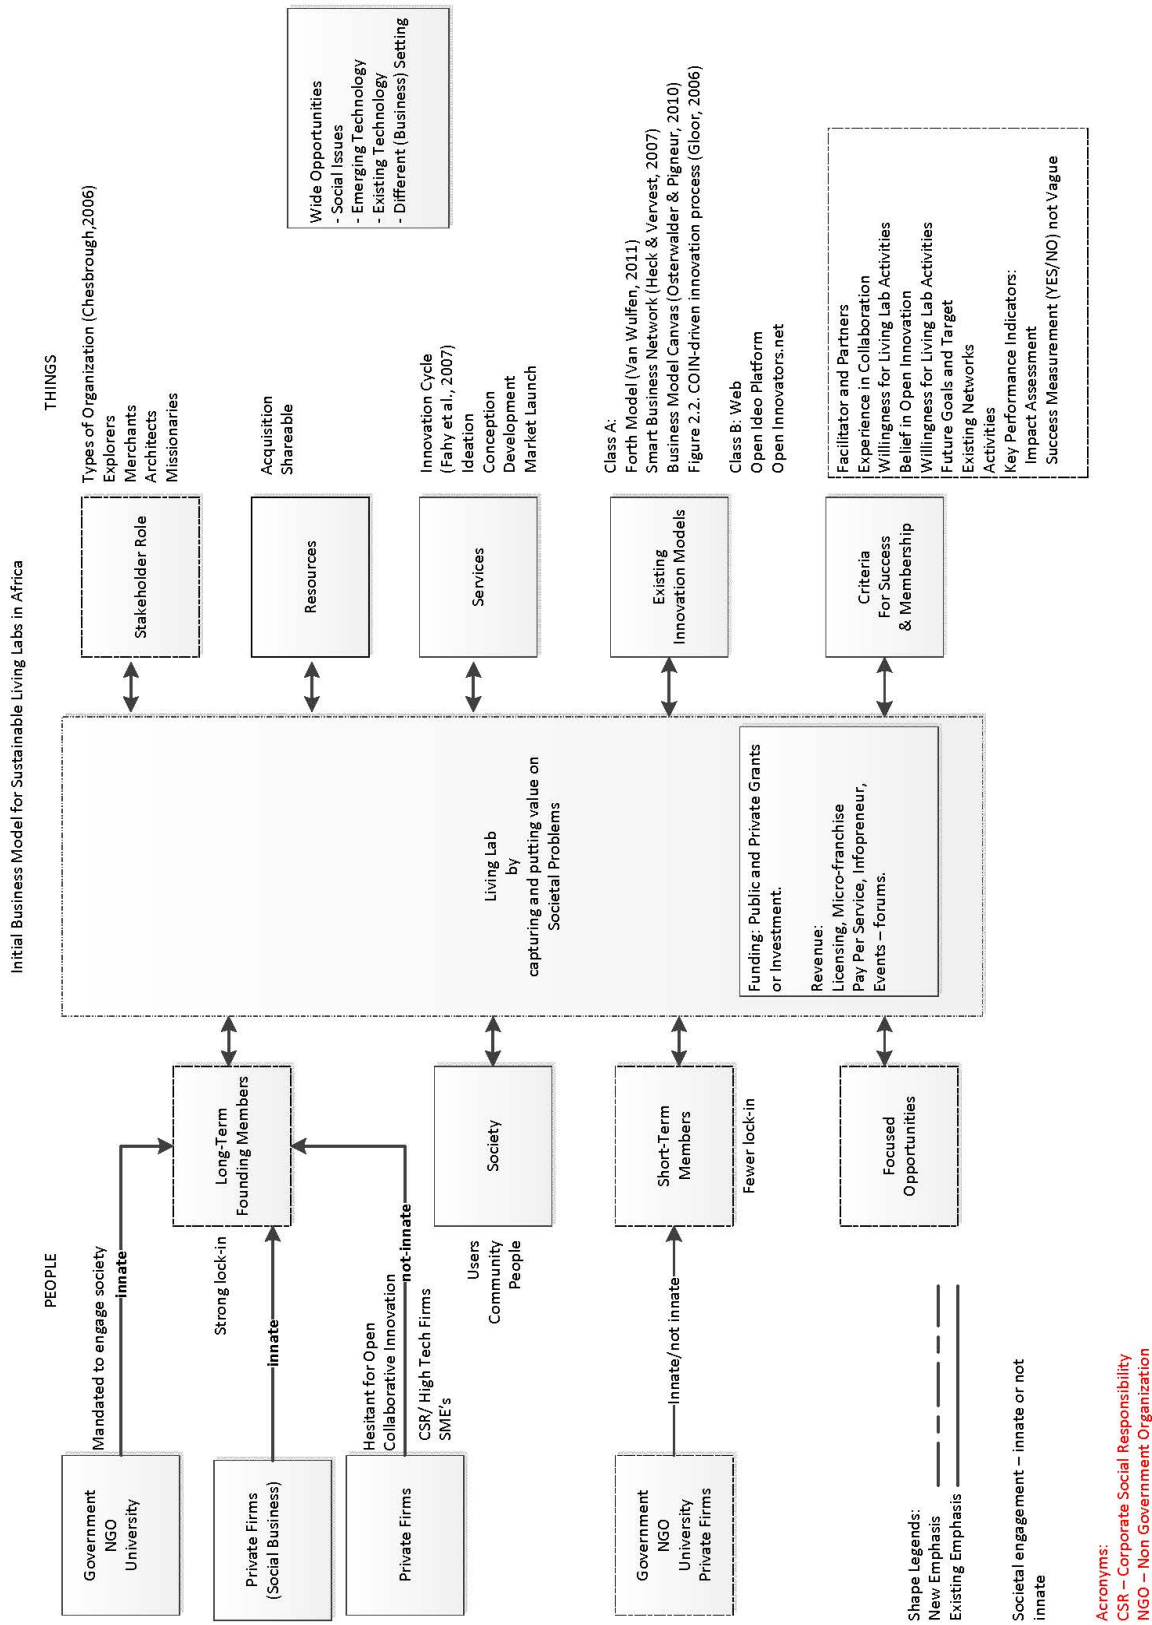 Initial Business Model for Sustainable Living Labs in Africa
PEOPLE
THINGS
Government
NGO
University
Mandated to engage society
innate
Private Firms
(Social Business)
innate
Strong lock-in
Private Firms
Hesitant for Open
Collaborative Innovation
not-innate
CSR/ High Tech Firms
SME's
Long-Term
Founding Members
Users
Community
People
Society
Government
NGO
University
Private Firms
Innate/not innate
Short-Term
Members
Fewer lock-in
Focused
Opportunities
Living Lab
by
capturing and putting value on
Societal Problems
Funding: Public and Private Grants
or Investment.
Revenue:
Licensing, Micro-franchise
Pay Per Service, Infopreneur,
Events – forums.
Stakeholder Role
Types of Organization (Chesbrough,2006)
Explorers
Merchants
Architects
Missionaries
Resources
Acquisition
Shareable
Wide Opportunities
- Social Issues
- Emerging Technology
- Existing Technology
- Different (Business) Setting
Services
Innovation Cycle
(Fahy et al., 2007)
Ideation
Conception
Development
Market Launch
Existing
Innovation Models
Class A:
Forth Model (Van Wulfen, 2011)
Smart Business Network (Heck & Vervest, 2007)
Business Model Canvas (Osterwalder & Pigneur, 2010)
Figure 2.2. COIN-driven innovation process (Gloor, 2006)
Class B: Web
Open Ideo Platform
Open Innovators.net
Criteria
For Success
& Membership
Facilitator and Partners
Experience in Collaboration
Willingness for Living Lab Activities
Belief in Open Innovation
Willingness for Living Lab Activities
Future Goals and Target
Existing Networks
Activities
Key Performance Indicators:
Impact Assessment
Success Measurement (YES/NO) not Vague
Shape Legends:
New Emphasis
Existing Emphasis
Societal engagement – innate or not
innate
Acronyms:
CSR – Corporate Social Responsibility
NGO – Non Government Organization